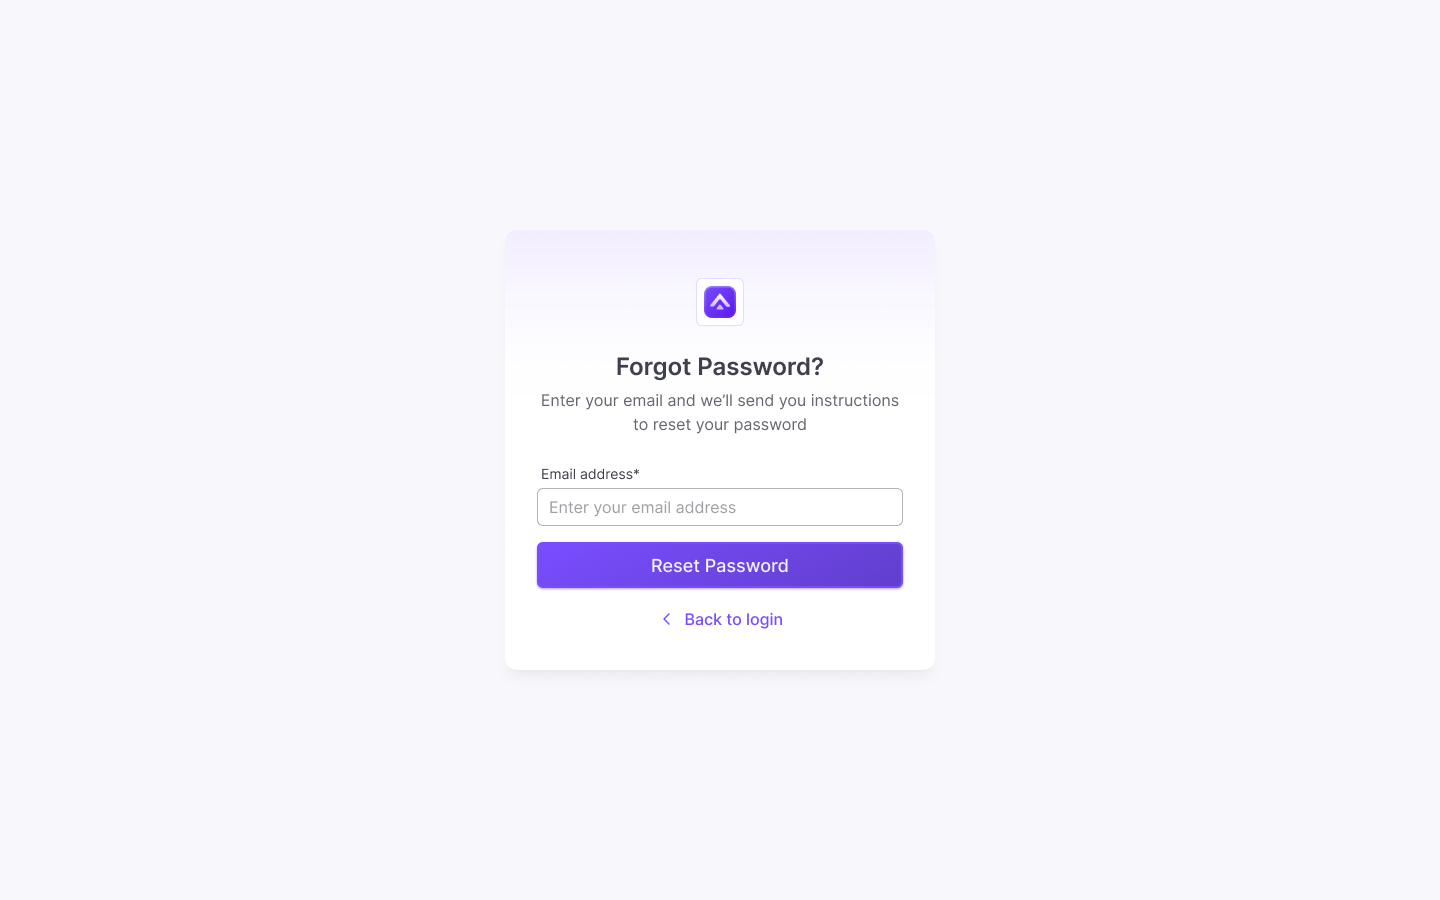 Forgot Password?
Enter your email and we’ll send you instructions
to reset your password
Email address*
Enter your email address
Reset Password
Back to login